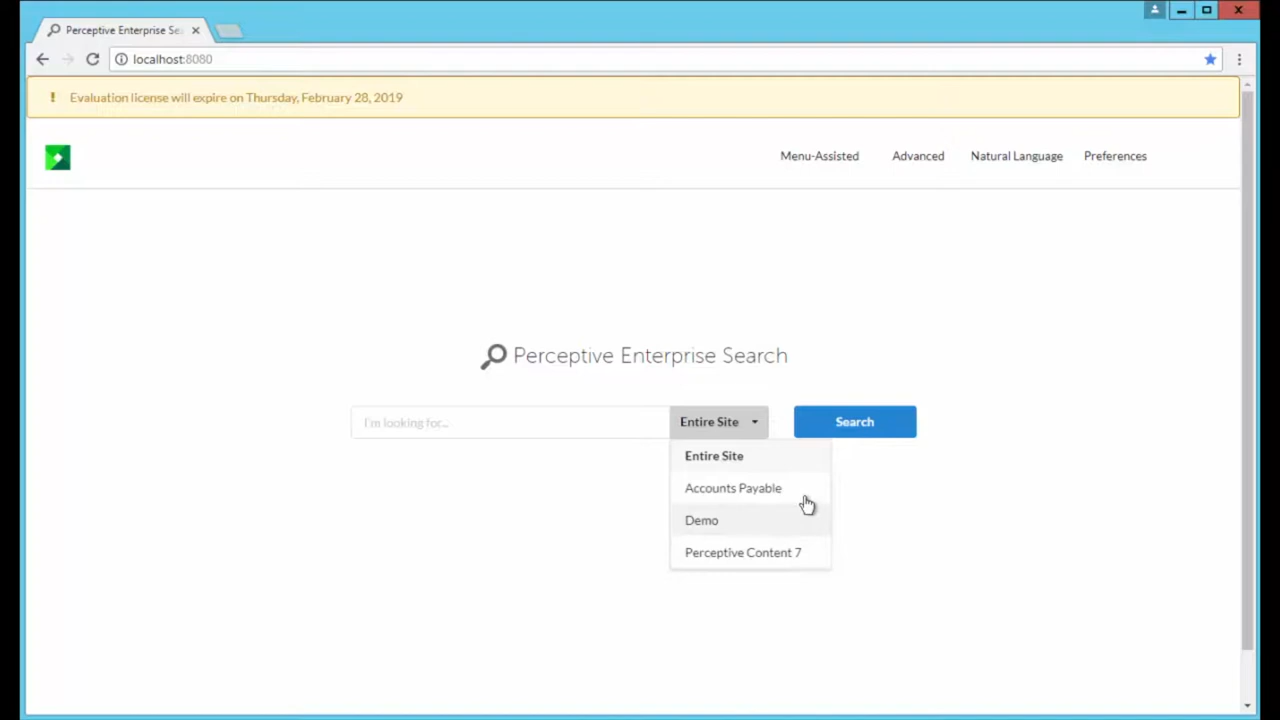 Perceptive Enterprise Se
localhost:8080
! Evaluation license will expire on Thursday, February 28, 2019
Menu-Assisted Advanced Natural Language Preferences
Perceptive Enterprise Search
I'm looking for... Entire Site Search
Entire Site
Accounts Payable
Demo
Perceptive Content 7